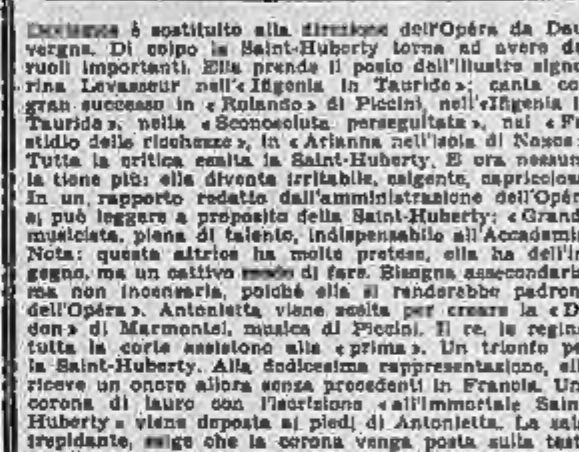 è sostituito alla direzione dell'Opéra da Dau
vergne. Di colpo la Saint-Huberty torna ad avere de
ruoli importanti. Ella prende il posto dell'illustre signo
rina Levasseur nell'« Ifigenia in Tauride »; canta co
gran successo in « Rolando » di Piccini, nell'« Ifigenia i
Tauride », nella « Sconosciuta perseguitata », nel « F
stidio delle ricchezze », in « Arianna nell'isola di Nasso »
Tutta la critica esalta la Saint-Huberty. E ora nessun
la tiene più: ella diventa irritabile, esigente, capriccios
In un rapporto redatto dall'amministrazione dell'Opér
si può leggere a proposito della Saint-Huberty: « Grand
musicista, piena di talento, indispensabile all'Accademi
Nota: questa attrice ha molte pretese, ella ha dell'in
gegno, ma un cattivo modo di fare. Bisogna assecondarl
ma non incensarla, poiché ella si renderebbe padron
dell'Opéra ». Antonietta viene scelta per creare la « D
don » di Marmontel, musica di Piccini. Il re, la regin
tutta la corte assistono alla « prima ». Un trionfo pe
la Saint-Huberty. Alla dodicesima rappresentazione, ell
riceve un onore allora senza precedenti in Francia. Un
corona di lauro con l'iscrizione « all'immortale Sain
Huberty » viene deposta ai piedi di Antonietta. La sal
trepidante, esige che la corona venga posta sulla test